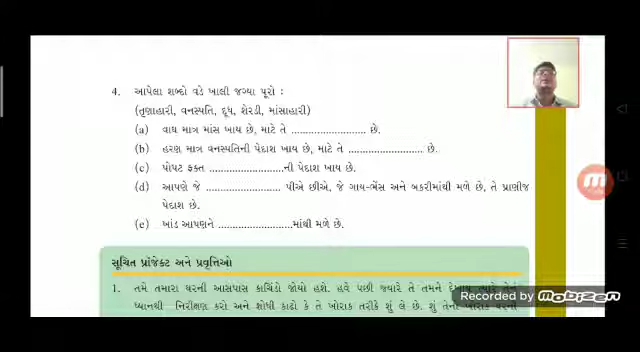 4. આપેલા શબ્દો વડે ખાલી જગ્યા પૂરો :
(તૃણાહારી, વનસ્પતિ, દૂધ, શેરડી, માંસાહારી)
(a) વાઘ માત્ર માંસ ખાય છે, માટે તે ........................... છે.
(b) હરણ માત્ર વનસ્પતિની પેદાશ ખાય છે, માટે તે ........................... છે.
(c) પોપટ ફક્ત ...........................ની પેદાશ ખાય છે.
(d) આપણે જે ........................... પીએ છીએ, જે ગાય-ભેંસ અને બકરીમાંથી મળે છે, તે પ્રાણીજ
પેદાશ છે.
(e) ખાંડ આપણને ...........................માંથી મળે છે.
સૂચિત પ્રૉજેક્ટ અને પ્રવૃત્તિઓ
1. તમે તમારા ઘરની આસપાસ કાચિંડો જોયો હશે. હવે પછી જ્યારે તે તમને દેખાય ત્યારે તેનું
ધ્યાનથી નિરીક્ષણ કરો અને શોધી કાઢો કે તે ખોરાક તરીકે શું લે છે. શું તેનો ખોરાક ઘરની
Recorded by Mobizen